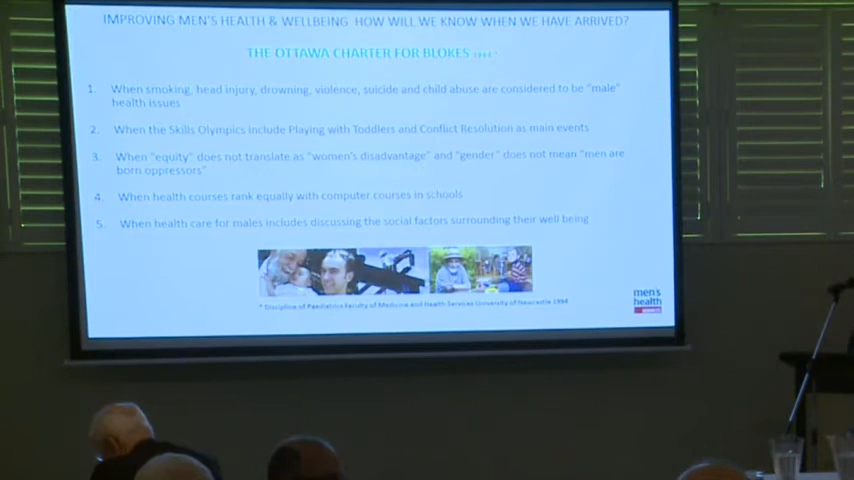 IMPROVING MEN'S HEALTH & WELLBEING HOW WILL WE KNOW WHEN WE HAVE ARRIVED?
THE OTTAWA CHARTER FOR BLOKES
1. When smoking, head injury, drowning, violence, suicide and child abuse are considered to be "male"
health issues
2. When the Skills Olympics include Playing with Toddlers and Conflict Resolution as main events
3. When "equity" does not translate as "women's disadvantage" and "gender" does not mean "men are
born oppressors"
4. When health courses rank equally with computer courses in schools
5. When health care for males includes discussing the social factors surrounding their well being
* Discipline of Paediatrics Faculty of Medicine and Health Services University of Newcastle 1994
men's
health